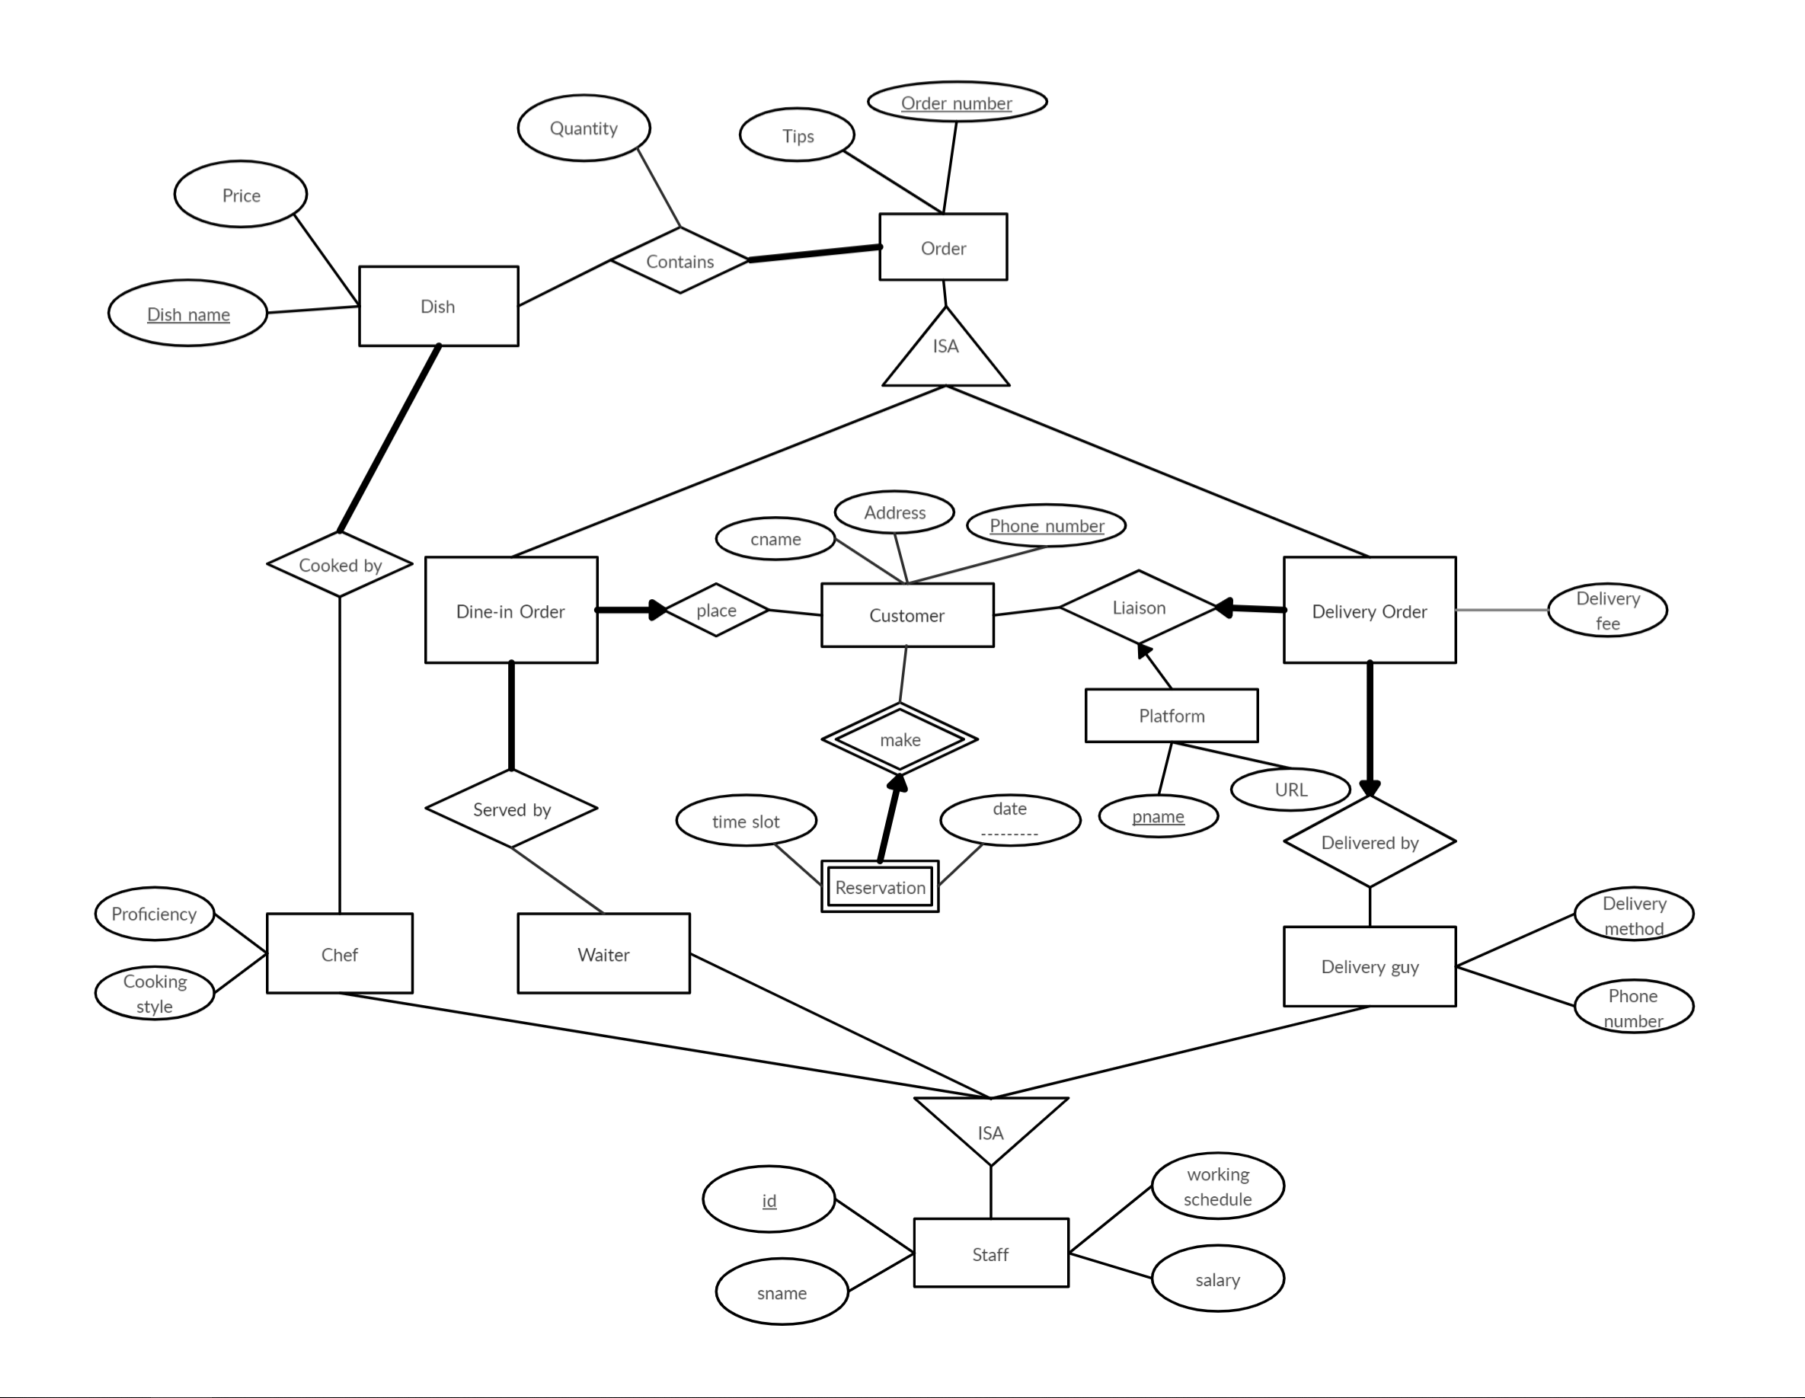 Order number
Quantity
Tips
Price
Order
Contains
Dish
Dish name
ISA
Address
Phone number
cname
Cooked by
Delivery
fee
Dine-in Order
place
Customer
Liaison
Delivery Order
Platform
make
URL
Served by
date
time slot
pname
Delivered by
Reservation
Proficiency
Delivery
method
Chef
Waiter
Delivery guy
Cooking
style
Phone
number
ISA
working
schedule
id
Staff
salary
sname